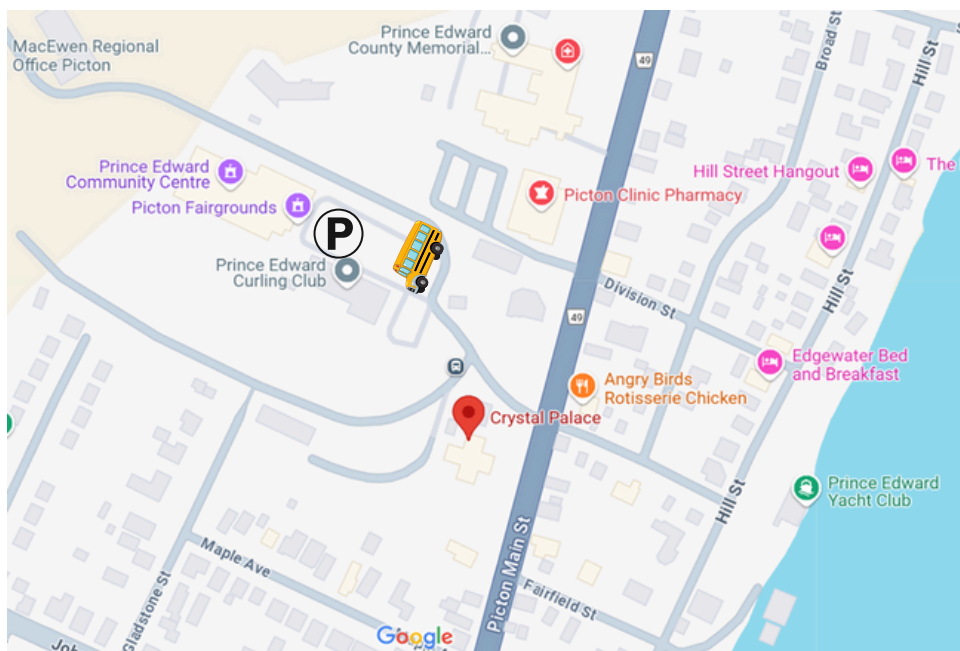 MacEwen Regional
Office Picton
Prince Edward
County Memorial...
49
Broad St
Hill St
Prince Edward
Community Centre
Picton Fairgrounds
P
Prince Edward
Curling Club
Picton Clinic Pharmacy
Hill Street Hangout
The
Hill St
Division St
49
Edgewater Bed
and Breakfast
Angry Birds
Rotisserie Chicken
Crystal Palace
Prince Edward
Yacht Club
Hill St
Picton Main St
Maple Ave
Gladstone St
Fairfield St
Joh
Google